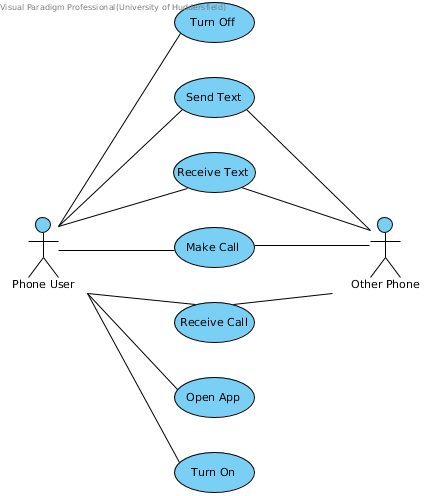 Visual Paradigm Professional(University of Huddersfield)
Turn Off
Send Text
Receive Text
Make Call
Phone User
Other Phone
Receive Call
Open App
Turn On